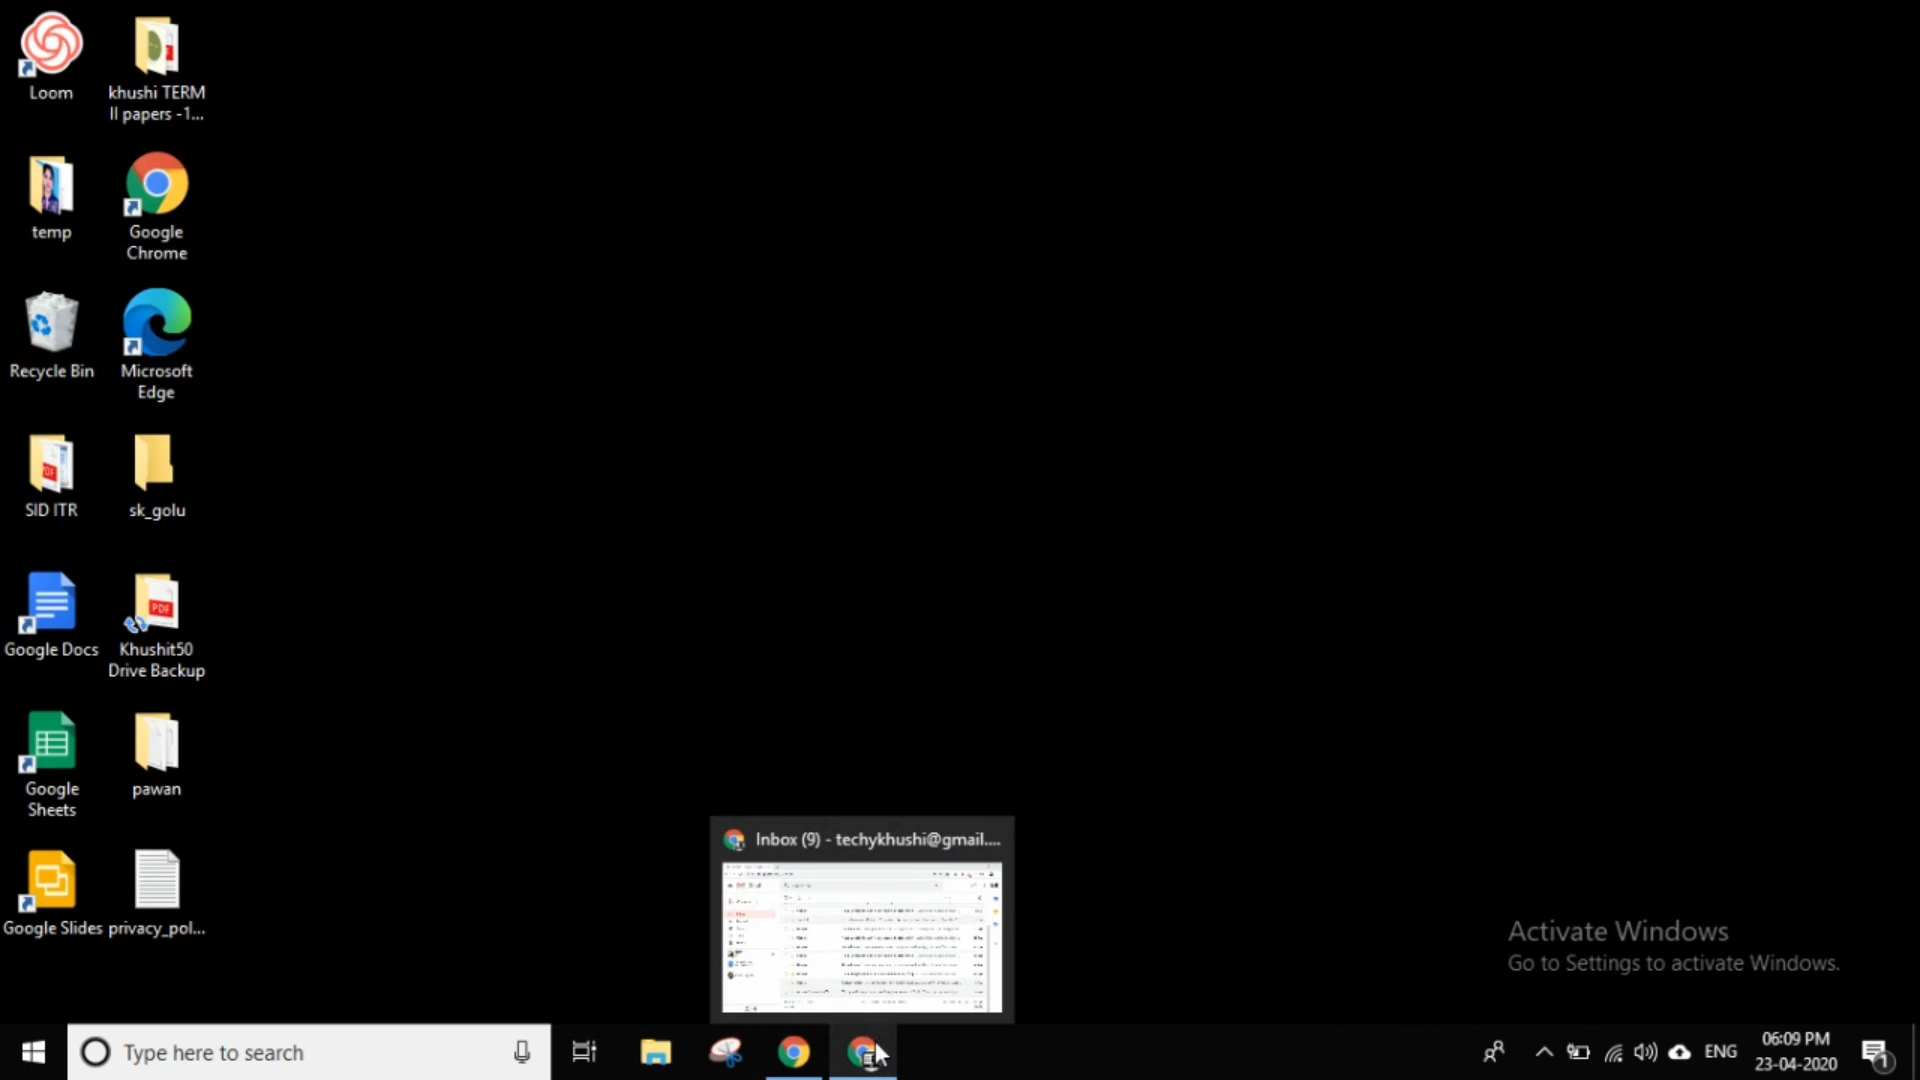 Loom
khushi TERM
II papers -1...
temp
Google
Chrome
Recycle Bin
Microsoft
Edge
SID ITR
sk_golu
Google Docs
Khushit50
Drive Backup
Google
Sheets
pawan
Google Slides
privacy_pol...
Inbox (9) - techykhushi@gmail....
Activate Windows
Go to Settings to activate Windows.
Type here to search
ENG
06:09 PM
23-04-2020
1